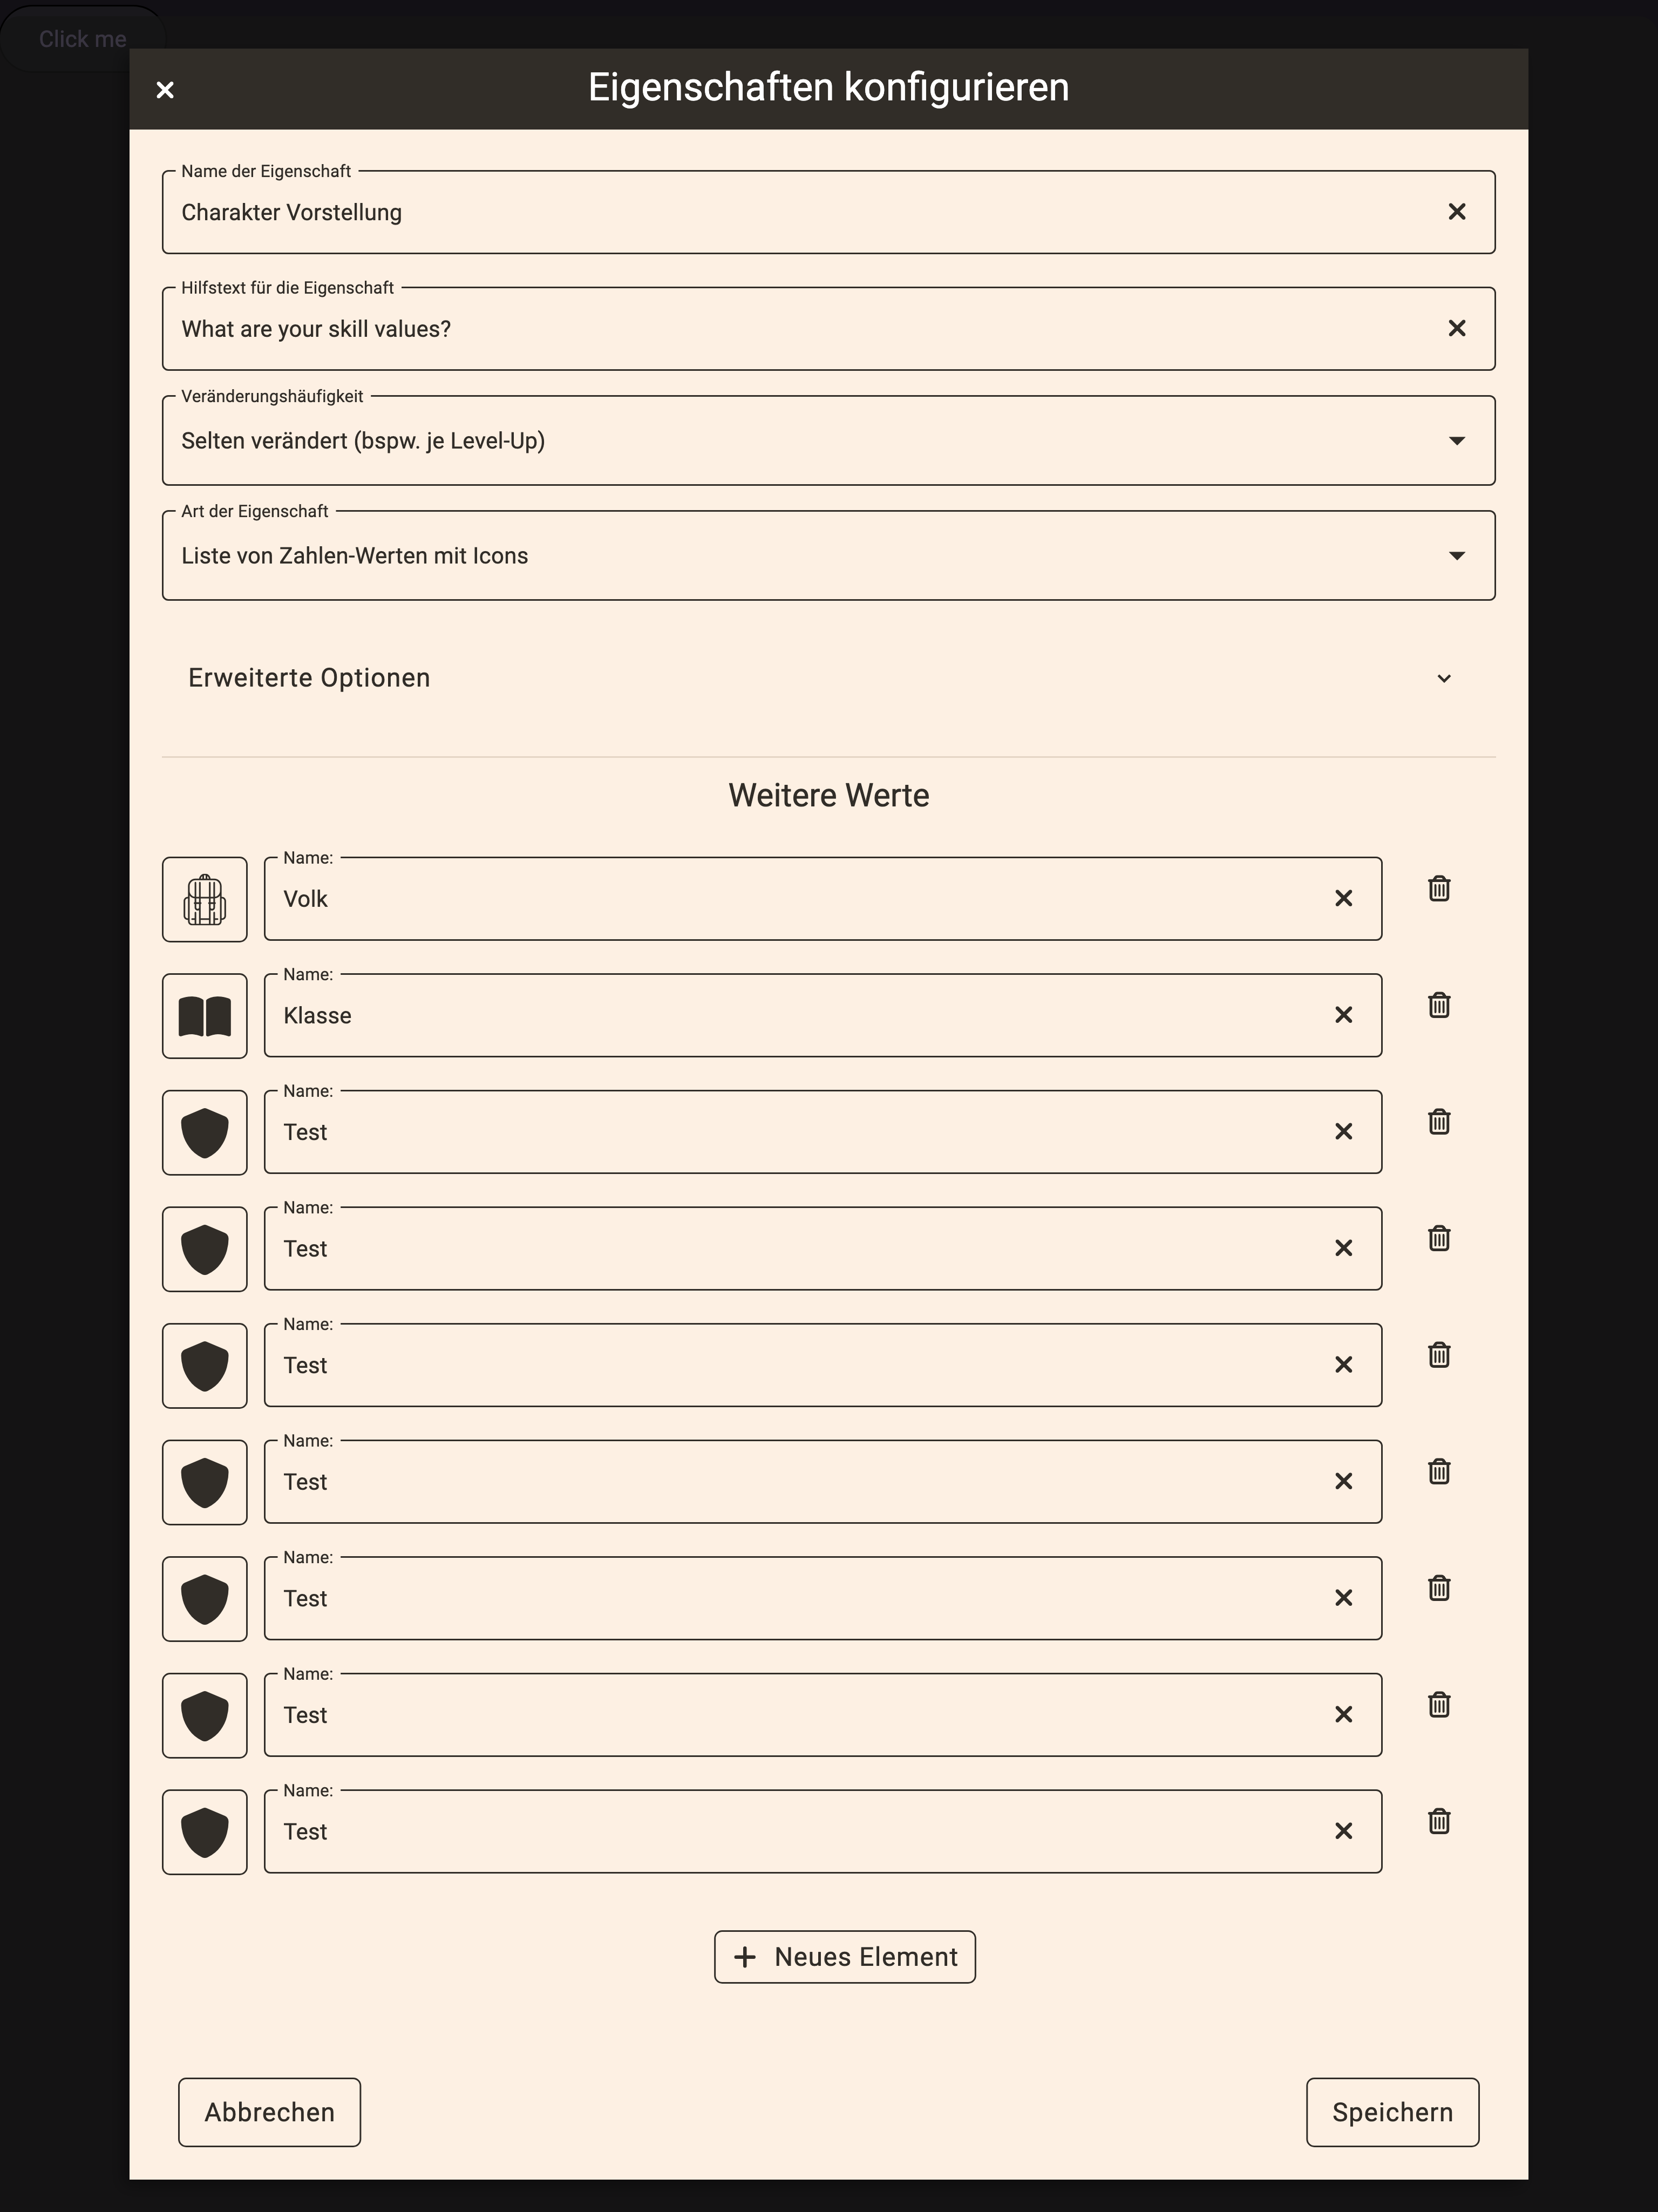 Click me
Eigenschaften konfigurieren
Name der Eigenschaft
Charakter Vorstellung
Hilfstext für die Eigenschaft
What are your skill values?
Veränderungshäufigkeit
Selten verändert (bspw. je Level-Up)
Art der Eigenschaft
Liste von Zahlen-Werten mit Icons
Erweiterte Optionen
Weitere Werte
Name:
Volk
Name:
Klasse
Name:
Test
Name:
Test
Name:
Test
Name:
Test
Name:
Test
Name:
Test
Name:
Test
Neues Element
Abbrechen
Speichern